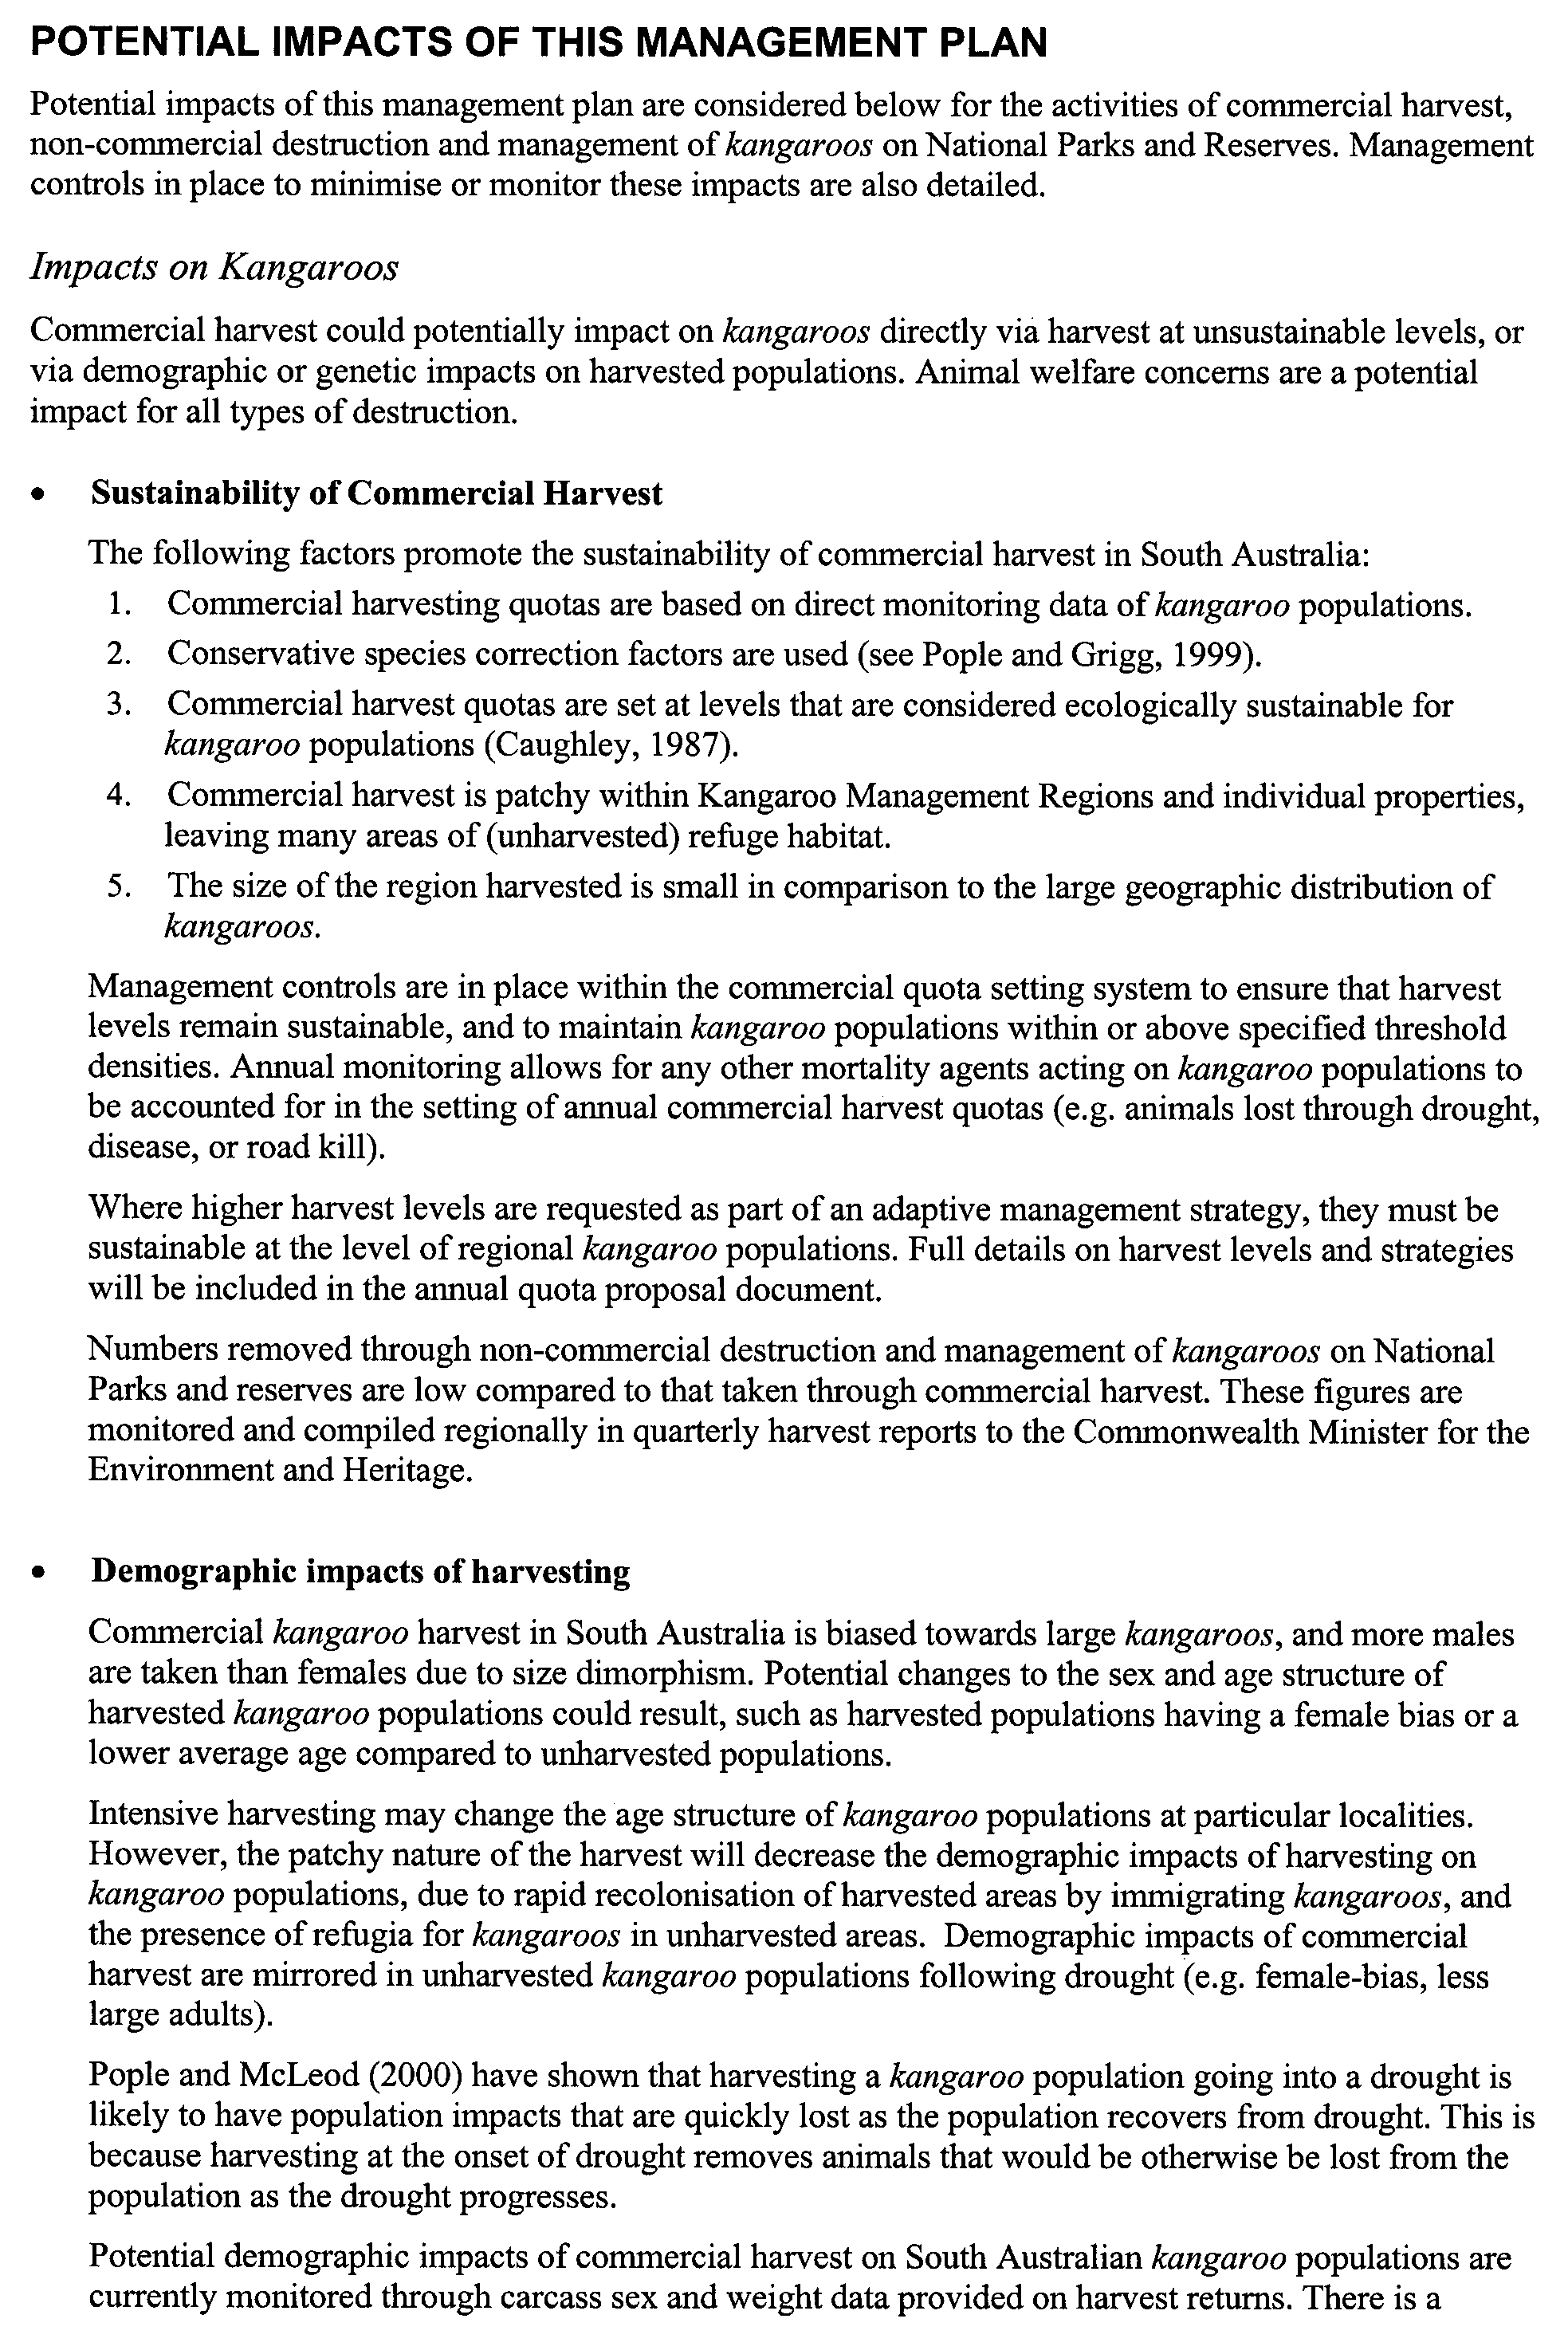 POTENTIAL IMPACTS OF THIS MANAGEMENT PLAN
Potential impacts of this management plan are considered below for the activities of commercial harvest,
non-commercial destruction and management of kangaroos on National Parks and Reserves. Management
controls in place to minimise or monitor these impacts are also detailed.
Impacts on Kangaroos
Commercial harvest could potentially impact on kangaroos directly via harvest at unsustainable levels, or
via demographic or genetic impacts on harvested populations. Animal welfare concerns are a potential
impact for all types of destruction.
• Sustainability of Commercial Harvest
The following factors promote the sustainability of commercial harvest in South Australia:
1. Commercial harvesting quotas are based on direct monitoring data of kangaroo populations.
2. Conservative species correction factors are used (see Pople and Grigg, 1999).
3. Commercial harvest quotas are set at levels that are considered ecologically sustainable for
kangaroo populations (Caughley, 1987).
4. Commercial harvest is patchy within Kangaroo Management Regions and individual properties,
leaving many areas of (unharvested) refuge habitat.
5. The size of the region harvested is small in comparison to the large geographic distribution of
kangaroos.
Management controls are in place within the commercial quota setting system to ensure that harvest
levels remain sustainable, and to maintain kangaroo populations within or above specified threshold
densities. Annual monitoring allows for any other mortality agents acting on kangaroo populations to
be accounted for in the setting of annual commercial harvest quotas (e.g. animals lost through drought,
disease, or road kill).
Where higher harvest levels are requested as part of an adaptive management strategy, they must be
sustainable at the level of regional kangaroo populations. Full details on harvest levels and strategies
will be included in the annual quota proposal document.
Numbers removed through non-commercial destruction and management of kangaroos on National
Parks and reserves are low compared to that taken through commercial harvest. These figures are
monitored and compiled regionally in quarterly harvest reports to the Commonwealth Minister for the
Environment and Heritage.
• Demographic impacts of harvesting
Commercial kangaroo harvest in South Australia is biased towards large kangaroos, and more males
are taken than females due to size dimorphism. Potential changes to the sex and age structure of
harvested kangaroo populations could result, such as harvested populations having a female bias or a
lower average age compared to unharvested populations.
Intensive harvesting may change the age structure of kangaroo populations at particular localities.
However, the patchy nature of the harvest will decrease the demographic impacts of harvesting on
kangaroo populations, due to rapid recolonisation of harvested areas by immigrating kangaroos, and
the presence of refugia for kangaroos in unharvested areas. Demographic impacts of commercial
harvest are mirrored in unharvested kangaroo populations following drought (e.g. female-bias, less
large adults).
Pople and McLeod (2000) have shown that harvesting a kangaroo population going into a drought is
likely to have population impacts that are quickly lost as the population recovers from drought. This is
because harvesting at the onset of drought removes animals that would be otherwise be lost from the
population as the drought progresses.
Potential demographic impacts of commercial harvest on South Australian kangaroo populations are
currently monitored through carcass sex and weight data provided on harvest returns. There is a